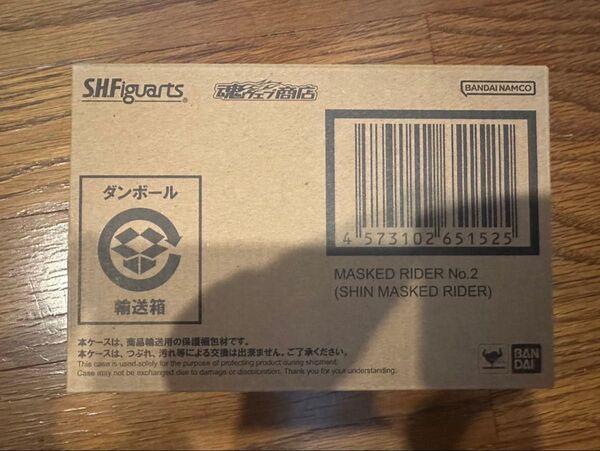 S.H.Figuarts
魂ウェブ商店
BANDAI NAMCO
ダンボール
輸送箱
4 573102 651525
MASKED RIDER No.2
(SHIN MASKED RIDER)
本ケースは、商品輸送用の保護梱包材です。
本ケースは、つぶれ、汚れ等による交換は出来ません。ご了承ください。
This case is used solely for the purpose of protecting product during shipment.
Case may not be exchanged due to damage or discoloration. Thank you for your understanding.
BAN
DAI